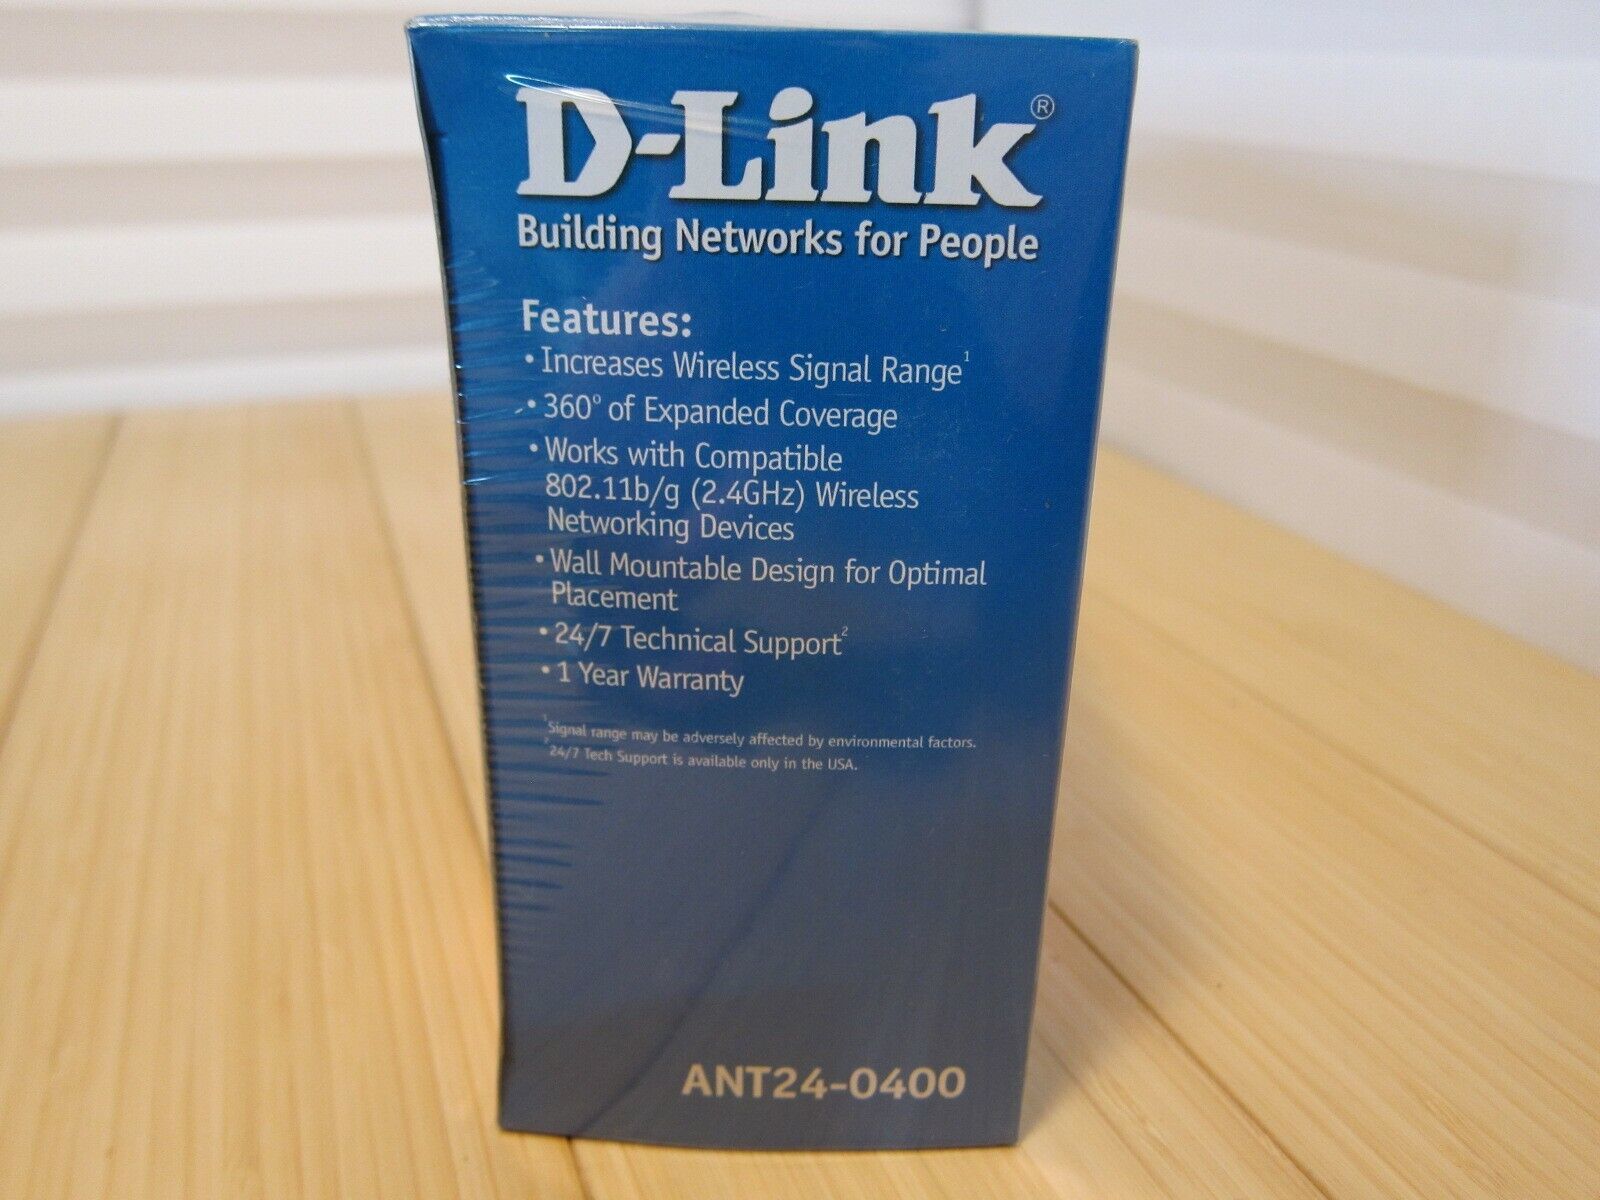 D-Link®
Building Networks for People
Features:
• Increases Wireless Signal Range¹
• 360° of Expanded Coverage
• Works with Compatible
802.11b/g (2.4GHz) Wireless
Networking Devices
• Wall Mountable Design for Optimal
Placement
• 24/7 Technical Support²
• 1 Year Warranty
¹Signal range may be adversely affected by environmental factors.
²24/7 Tech Support is available only in the USA.
ANT24-0400